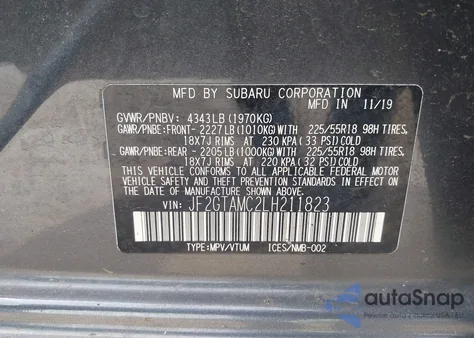 MFD BY SUBARU CORPORATION
MFD IN 11/19
GVWR/PNBV: 4343LB(1970KG)
GAWR/PNBE:FRONT- 2227LB(1010KG)WITH 225/55R18 98H TIRES,
18X7J RIMS AT 230 KPA(33 PSI)COLD
GAWR/PNBE:REAR - 2205LB(1000KG)WITH 225/55R18 98H TIRES,
18X7J RIMS AT 220 KPA(32 PSI)COLD
THIS VEHICLE CONFORMS TO ALL APPLICABLE FEDERAL MOTOR
VEHICLE SAFETY STANDARDS IN EFFECT ON
THE DATE OF MANUFACTURE SHOWN ABOVE.
VIN: JF2GTAMC2LH211823
TYPE:MPV/VTUM ICES/NMB-002
autoSnap